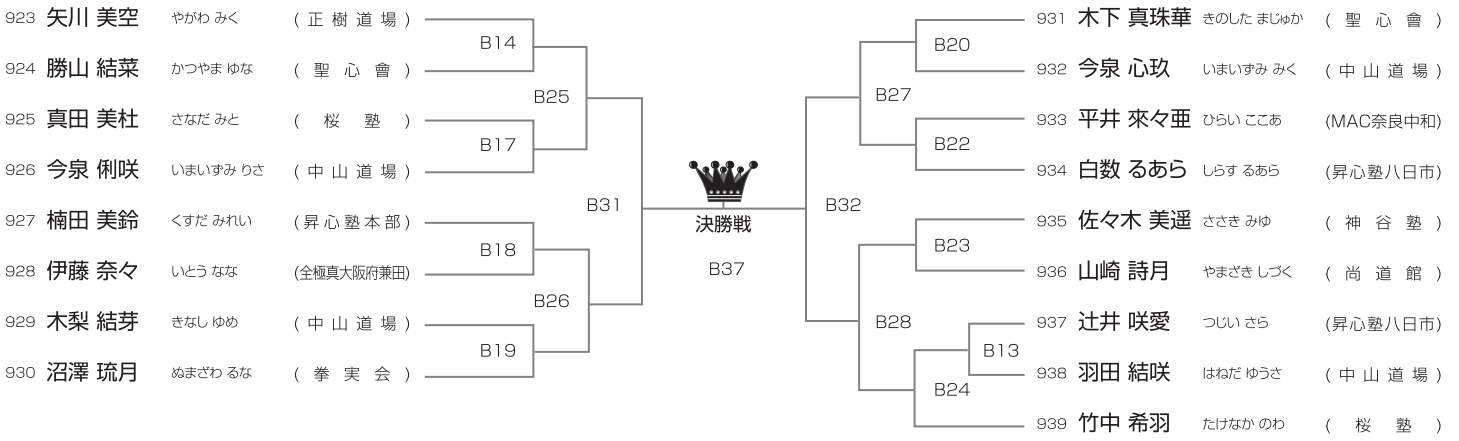 923 矢川 美空 やがわ みく (正樹道場)
B14
924 勝山 結菜 かつやま ゆな (聖心會)
B25
925 真田 美杜 さなだ みと (桜塾)
B17
926 今泉 俐咲 いまいずみ りさ (中山道場)
B31
927 楠田 美鈴 くすだ みれい (昇心塾本部)
B18
928 伊藤 奈々 いとう なな (全極真大阪府兼田)
B26
929 木梨 結芽 きなし ゆめ (中山道場)
B19
930 沼澤 琉月 ぬまざわ るな (拳実会)
決勝戦
B37
931 木下 真珠華 きのした まじゅか (聖心會)
B20
932 今泉 心玖 いまいずみ みく (中山道場)
B27
933 平井 來々亜 ひらい ここあ (MAC奈良中和)
B22
934 白数 るあら しらす るあら (昇心塾八日市)
B32
935 佐々木 美遥 ささき みゆ (神谷塾)
B23
936 山崎 詩月 やまざき しづく (尚道館)
B28
937 辻井 咲愛 つじい さら (昇心塾八日市)
B13
938 羽田 結咲 はねだ ゆうさ (中山道場)
B24
939 竹中 希羽 たけなか のわ (桜塾)